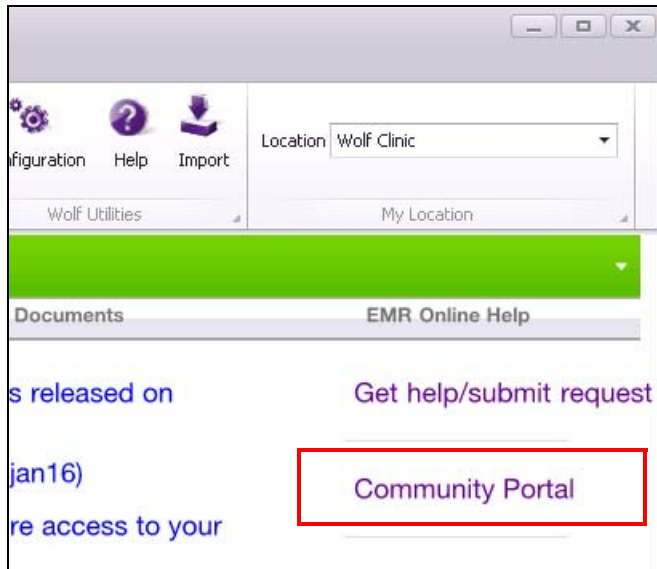 Location Wolf Clinic
nfiguration Help Import
Wolf Utilities My Location
Documents EMR Online Help
s released on Get help/submit request
jan16) Community Portal
re access to your